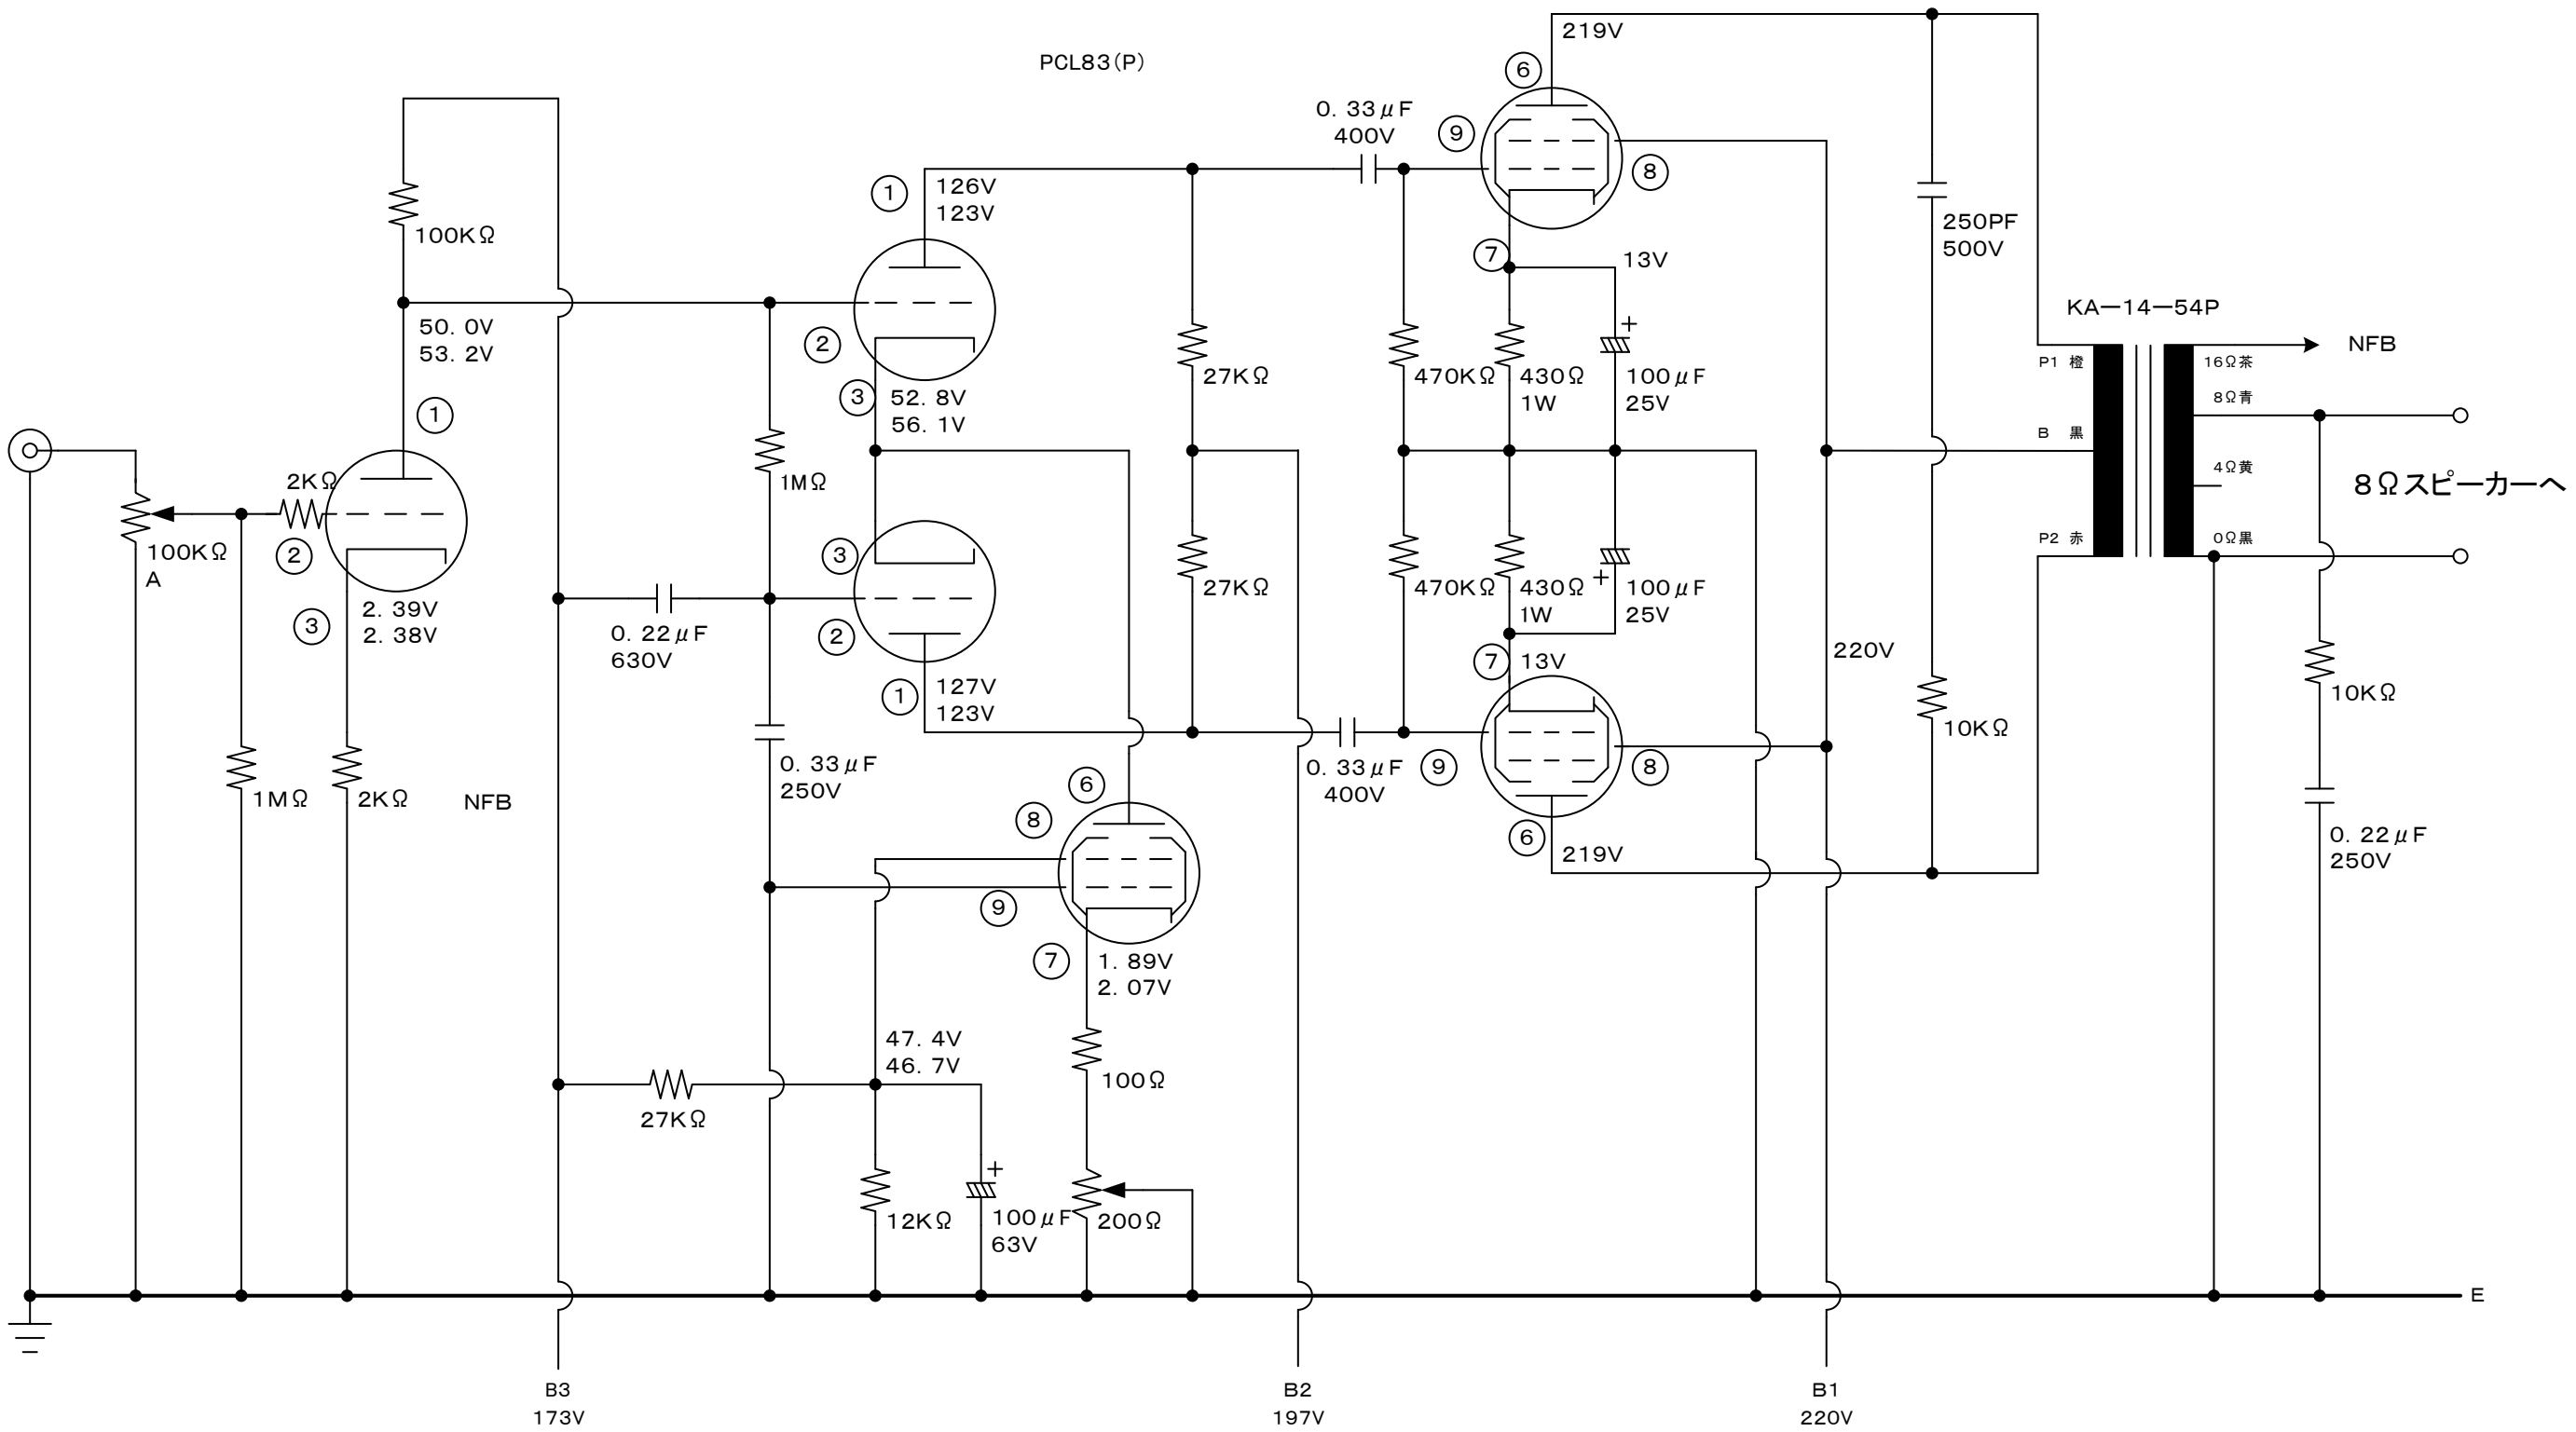 219V
PCL83(P)
⑥
0. 33μF
400V
⑨
⑧
①
126V
123V
100KΩ
250PF
500V
⑦
13V
KA—14—54P
50. 0V
53. 2V
②
NFB
P1 橙
16Ω茶
27KΩ
470KΩ
430Ω
1W
100μF
25V
③
52. 8V
56. 1V
8Ω青
①
B 黒
1MΩ
4Ω黄
8Ωスピーカーへ
2KΩ
②
100KΩ
A
③
P2 赤
0Ω黒
27KΩ
470KΩ
430Ω
1W
100μF
25V
③
2. 39V
2. 38V
0. 22μF
630V
②
⑦
13V
220V
①
127V
123V
10KΩ
10KΩ
0. 33μF
250V
⑥
0. 33μF
400V
⑨
⑧
1MΩ
2KΩ
NFB
⑧
⑥
219V
0. 22μF
250V
⑨
⑦
1. 89V
2. 07V
47. 4V
46. 7V
100Ω
27KΩ
12KΩ
100μF
63V
200Ω
E
B3
173V
B2
197V
B1
220V